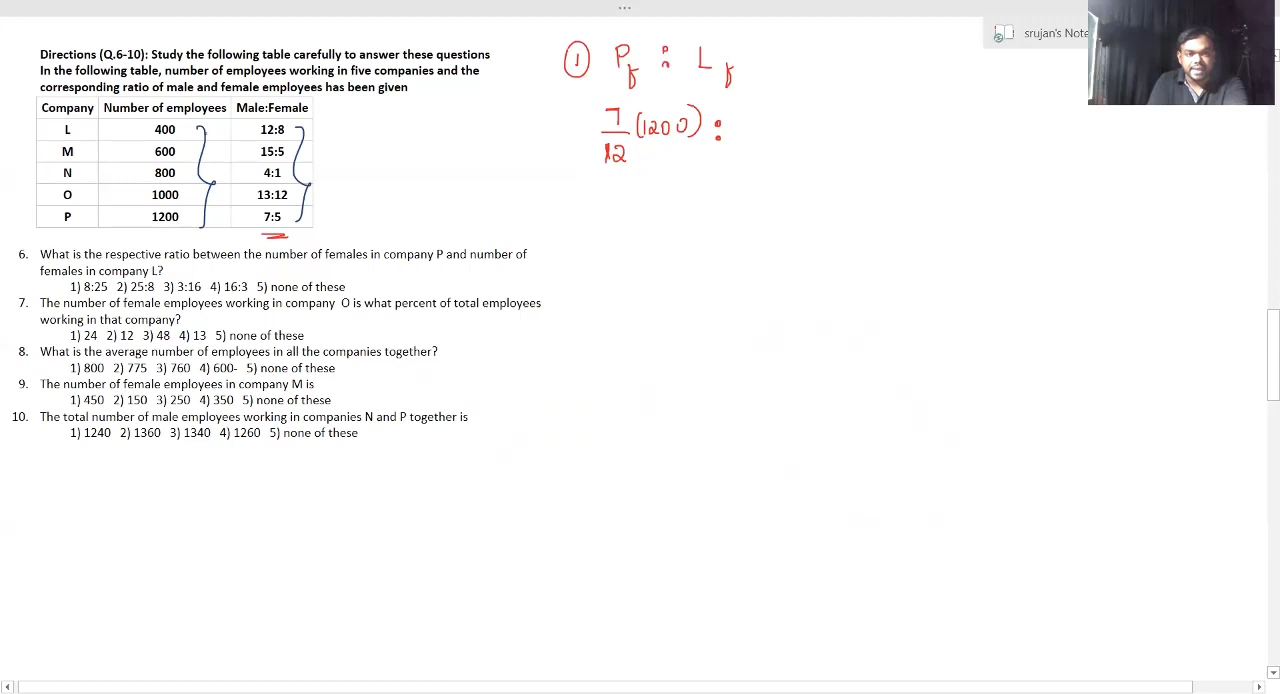 Directions (Q.6-10): Study the following table carefully to answer these questions
In the following table, number of employees working in five companies and the
corresponding ratio of male and female employees has been given
Company Number of employees Male:Female
L 400 12:8
M 600 15:5
N 800 4:1
O 1000 13:12
P 1200 7:5
6. What is the respective ratio between the number of females in company P and number of
females in company L?
1) 8:25 2) 25:8 3) 3:16 4) 16:3 5) none of these
7. The number of female employees working in company O is what percent of total employees
working in that company?
1) 24 2) 12 3) 48 4) 13 5) none of these
8. What is the average number of employees in all the companies together?
1) 800 2) 775 3) 760 4) 600- 5) none of these
9. The number of female employees in company M is
1) 450 2) 150 3) 250 4) 350 5) none of these
10. The total number of male employees working in companies N and P together is
1) 1240 2) 1360 3) 1340 4) 1260 5) none of these
① P f : L f
7/12 (1200) :
srujan's Note